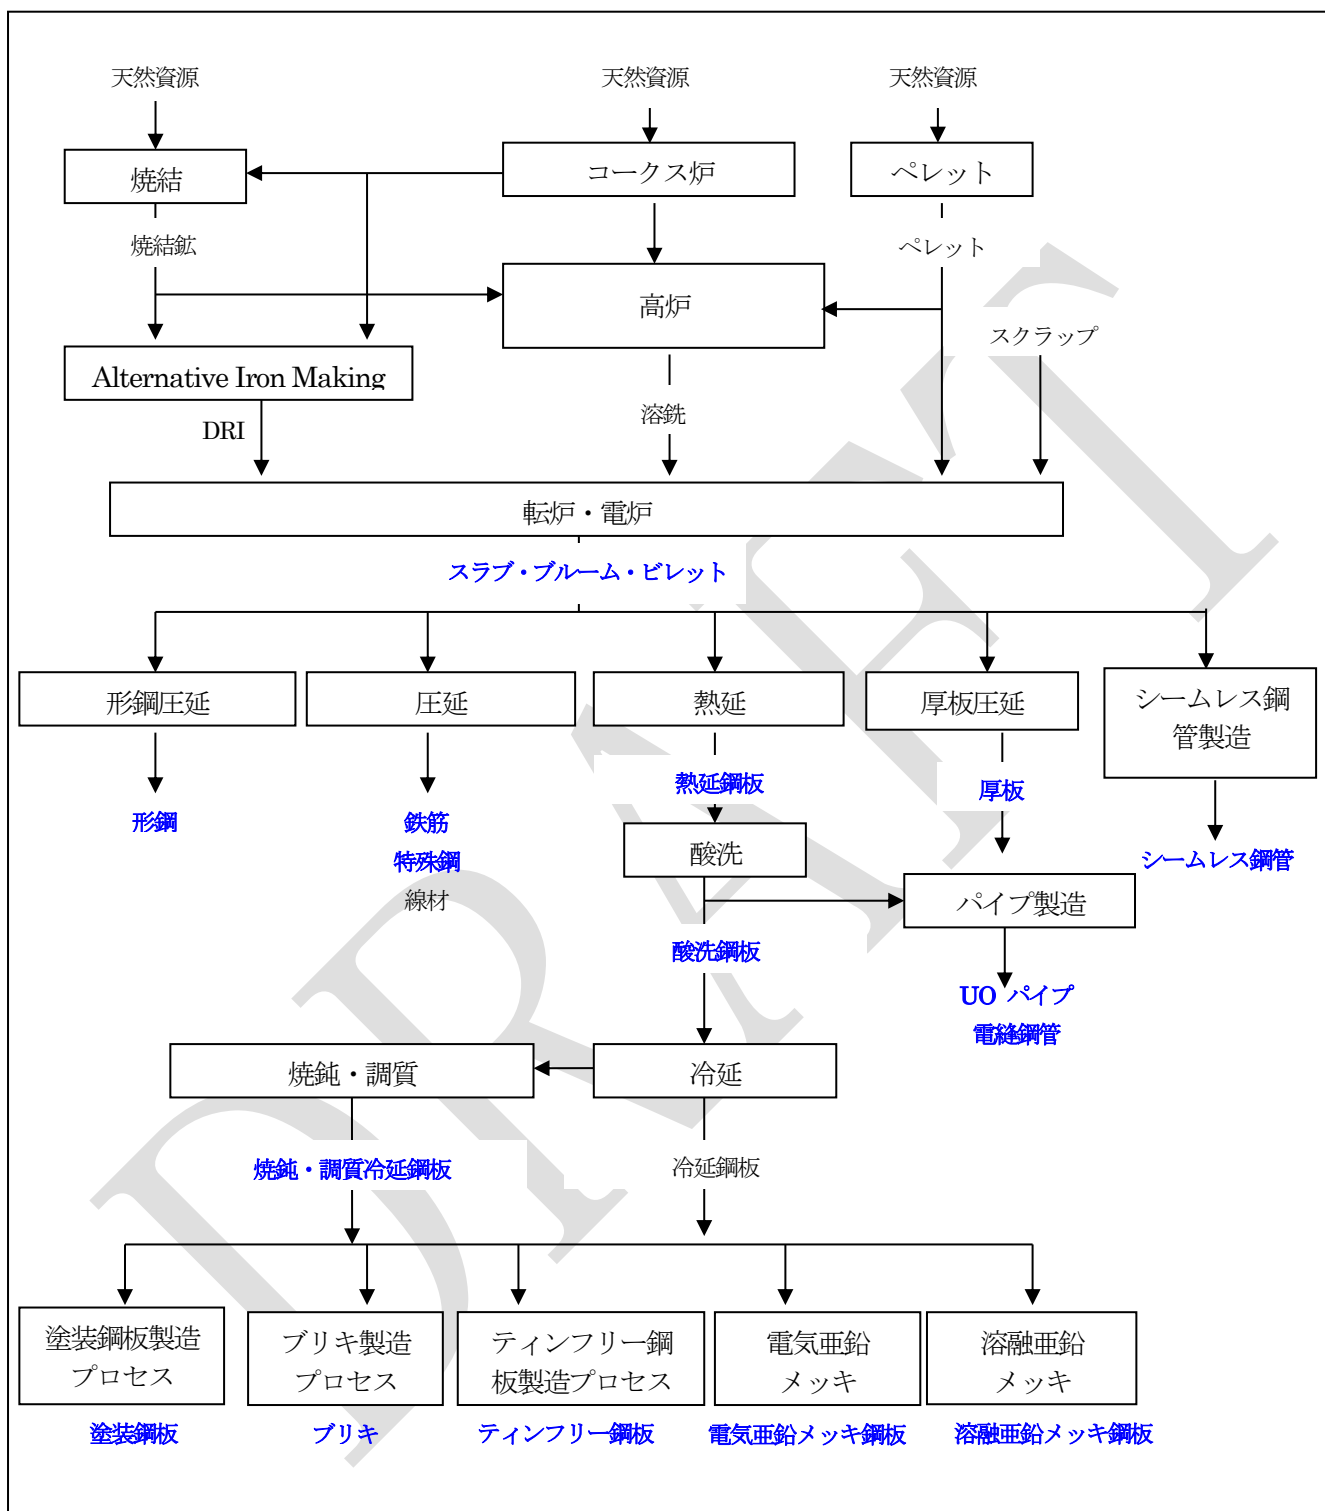 天然資源
天然資源
天然資源
焼結
コークス炉
ペレット
焼結鉱
ペレット
高炉
スクラップ
Alternative Iron Making
DRI
溶銑
転炉・電炉
スラブ・ブルーム・ビレット
形鋼圧延
圧延
熱延
厚板圧延
シームレス鋼
管製造
熱延鋼板
厚板
形鋼
鉄筋
特殊鋼
線材
酸洗
シームレス鋼管
パイプ製造
酸洗鋼板
UO パイプ
電縫鋼管
焼鈍・調質
冷延
焼鈍・調質冷延鋼板
冷延鋼板
塗装鋼板製造
プロセス
ブリキ製造
プロセス
ティンフリー鋼
板製造プロセス
電気亜鉛
メッキ
溶融亜鉛
メッキ
塗装鋼板
ブリキ
ティンフリー鋼板
電気亜鉛メッキ鋼板
溶融亜鉛メッキ鋼板
DRAFT